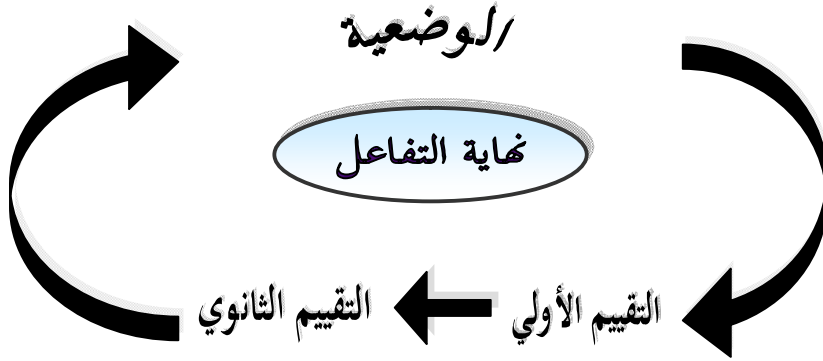 الوضعية
نهاية التفاعل
التقييم الأولي
التقييم الثانوي